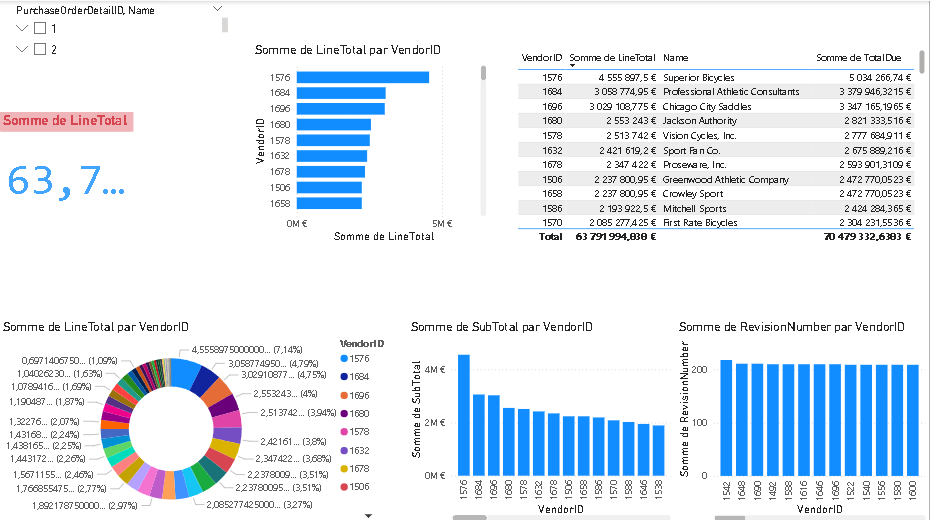 PurchaseOrderDetailID, Name
1
2
Somme de LineTotal
63,7...
Somme de LineTotal par VendorID
VendorID
1576
1684
1696
1680
1578
1632
1678
1506
1658
0M € 5M €
Somme de LineTotal
VendorID Somme de LineTotal Name Somme de TotalDue
1576 4 555 897,5 € Superior Bicycles 5 034 266,74 €
1684 3 058 774,95 € Professional Athletic Consultants 3 379 946,3215 €
1696 3 029 108,775 € Chicago City Saddles 3 347 165,1965 €
1680 2 553 243 € Jackson Authority 2 821 333,516 €
1578 2 513 742 € Vision Cycles, Inc. 2 777 684,911 €
1632 2 421 619,2 € Sport Fan Co. 2 675 889,216 €
1678 2 347 422 € Proseware, Inc. 2 593 901,3109 €
1506 2 237 800,95 € Greenwood Athletic Company 2 472 770,0523 €
1658 2 237 800,95 € Crowley Sport 2 472 770,0523 €
1586 2 193 922,5 € Mitchell Sports 2 424 284,365 €
1570 2 085 277,425 € First Rate Bicycles 2 304 231,5536 €
Total 63 791 994,838 € 70 479 332,6383 €
Somme de LineTotal par VendorID
4,5558975000000... (7,14%)
3,058774950... (4,79%)
3,02910877... (4,75%)
2,553243... (4%)
2,513742... (3,94%)
2,42161... (3,8%)
2,347422... (3,68%)
2,2378009... (3,51%)
2,23780095... (3,51%)
2,085277425000... (3,27%)
1,892178750000... (2,97%)
1,766855475... (2,77%)
1,5671155... (2,46%)
1,443172... (2,26%)
1,438165... (2,25%)
1,43168... (2,24%)
1,32276... (2,07%)
1,190487... (1,87%)
1,0789416... (1,69%)
1,04026230... (1,63%)
0,6971406750... (1,09%)
VendorID
1576
1684
1696
1680
1578
1632
1678
1506
Somme de SubTotal par VendorID
Somme de SubTotal
4M €
2M €
0M €
1576 1684 1696 1680 1578 1632 1678 1506 1658 1586 1570 1588 1646 1538
VendorID
Somme de RevisionNumber par VendorID
Somme de RevisionNumber
200
100
0
1542 1648 1690 1492 1588 1616 1646 1696 1522 1540 1556 1580 1600
VendorID